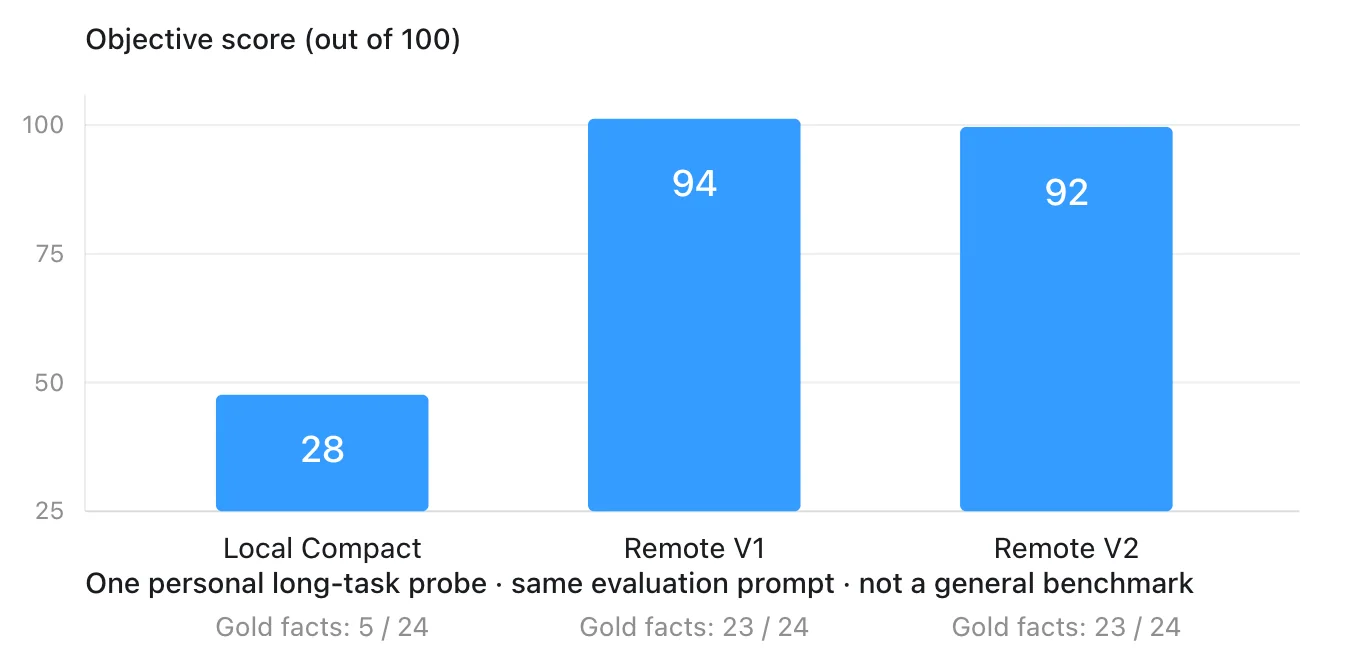 Objective score (out of 100)
100
94
92
75
50
28
25
Local Compact Remote V1 Remote V2
One personal long-task probe · same evaluation prompt · not a general benchmark
Gold facts: 5 / 24 Gold facts: 23 / 24 Gold facts: 23 / 24